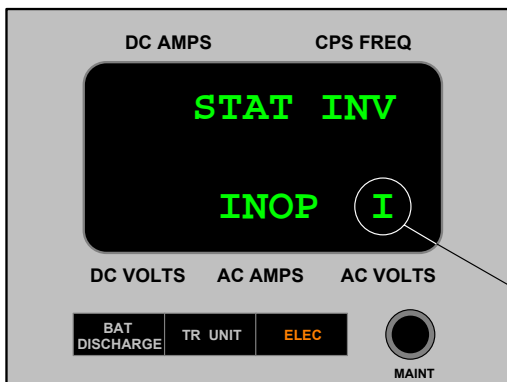 DC AMPS CPS FREQ
STAT INV
INOP I
DC VOLTS AC AMPS AC VOLTS
BAT DISCHARGE TR UNIT ELEC
MAINT